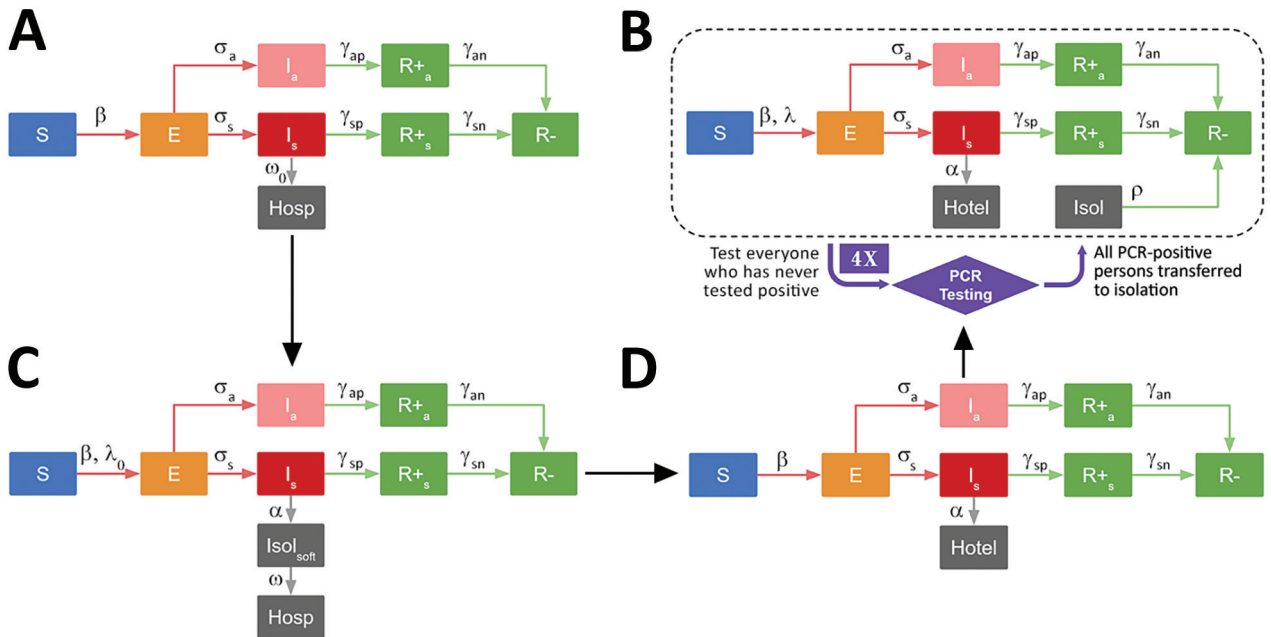 A
σa
Ia
γap
R+a
γan
S
β
E
σs
Is
γsp
R+s
γsn
R-
ω0
Hosp
B
σa
Ia
γap
R+a
γan
S
β, λ
E
σs
Is
γsp
R+s
γsn
R-
α
Hotel
Isol
ρ
Test everyone
who has never
tested positive
4X
PCR
Testing
All PCR-positive
persons transferred
to isolation
C
σa
Ia
γap
R+a
γan
S
β, λ0
E
σs
Is
γsp
R+s
γsn
R-
α
Isolsoft
ω
Hosp
D
σa
Ia
γap
R+a
γan
S
β
E
σs
Is
γsp
R+s
γsn
R-
α
Hotel